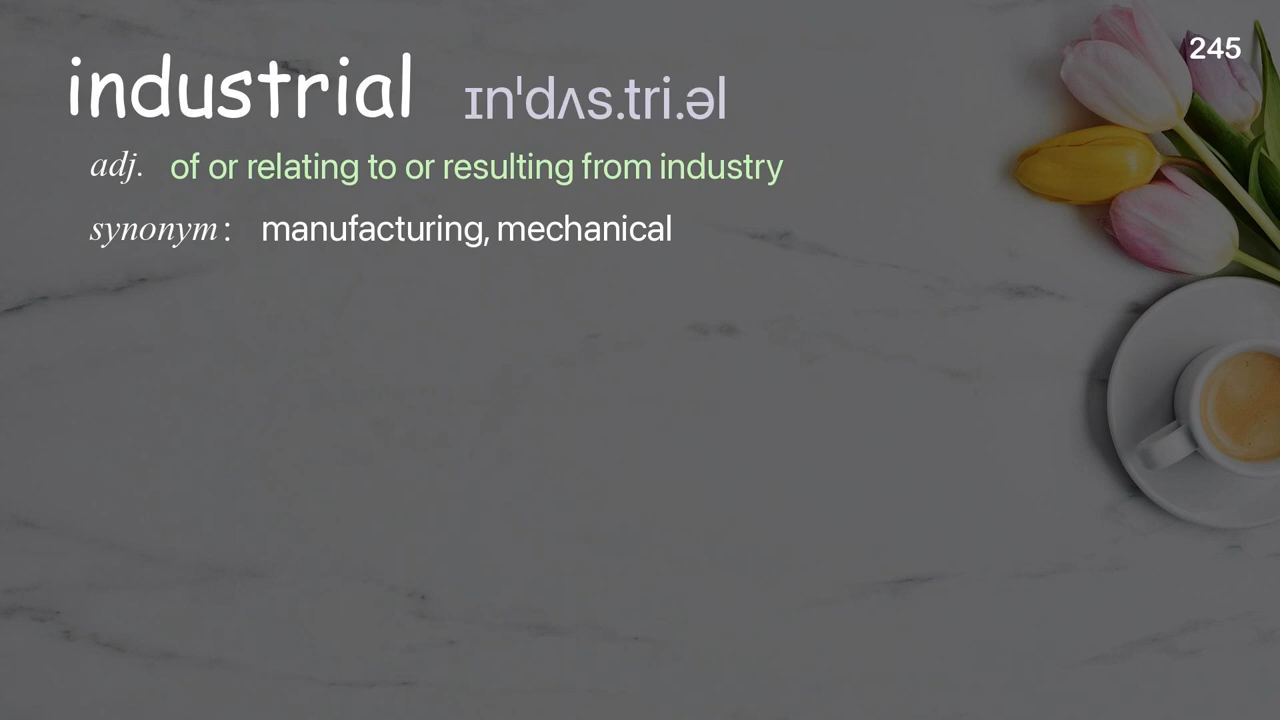 245
industrial ɪnˈdʌs.tri.əl
adj. of or relating to or resulting from industry
synonym: manufacturing, mechanical